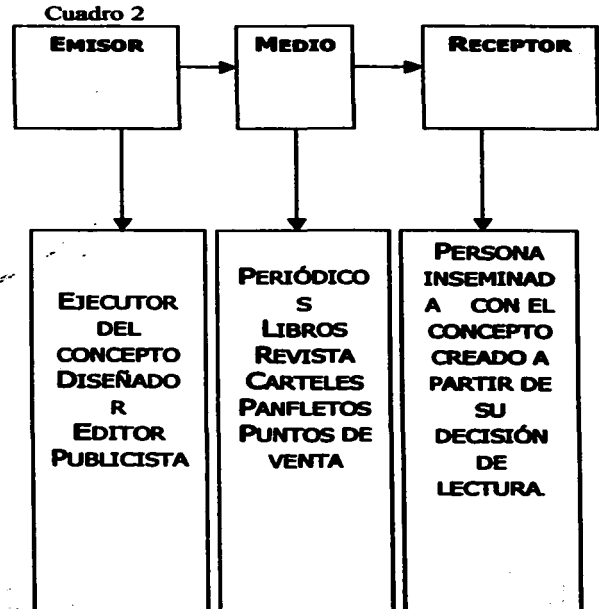 Cuadro 2
EMISOR
MEDIO
RECEPTOR
EJECUTOR
DEL
CONCEPTO
DISEÑADO
R
EDITOR
PUBLICISTA
PERIÓDICO
S
LIBROS
REVISTA
CARTELES
PANFLETOS
PUNTOS DE
VENTA
PERSONA
INSEMINAD
A CON EL
CONCEPTO
CREADO A
PARTIR DE
SU
DECISIÓN
DE
LECTURA.